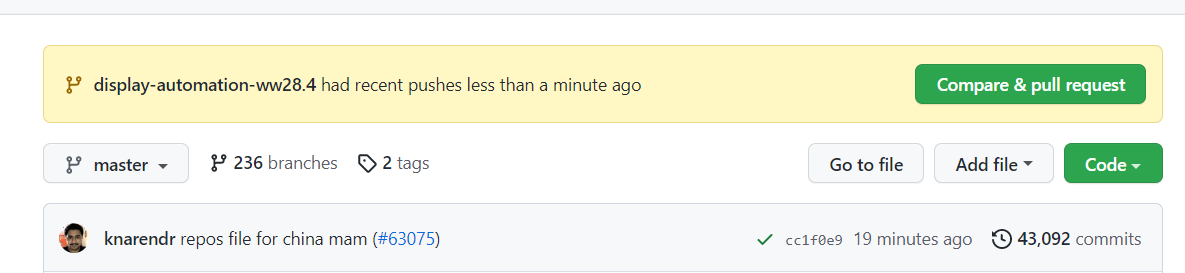 display-automation-ww28.4 had recent pushes less than a minute ago Compare & pull request
master 236 branches 2 tags Go to file Add file Code
knarendr repos file for china mam (#63075) cc1f0e9 19 minutes ago 43,092 commits